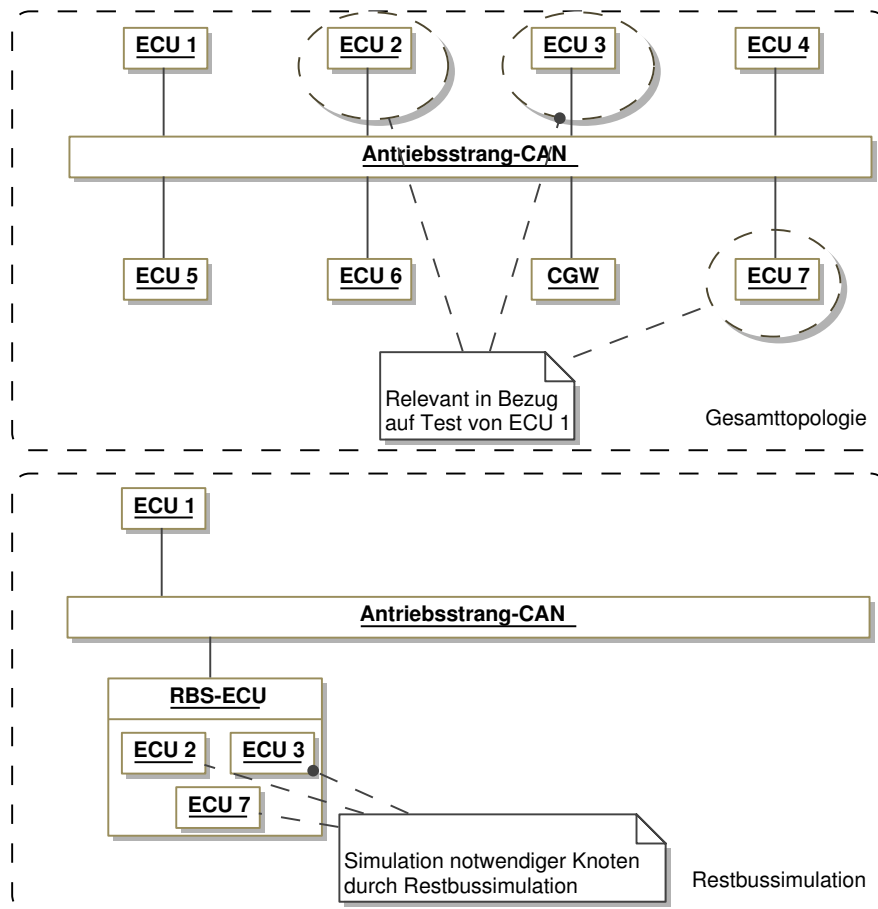 ECU 1
ECU 2
ECU 3
ECU 4
Antriebsstrang-CAN
ECU 5
ECU 6
CGW
ECU 7
Relevant in Bezug
auf Test von ECU 1
Gesamttopologie
ECU 1
Antriebsstrang-CAN
RBS-ECU
ECU 2
ECU 3
ECU 7
Simulation notwendiger Knoten
durch Restbussimulation
Restbussimulation